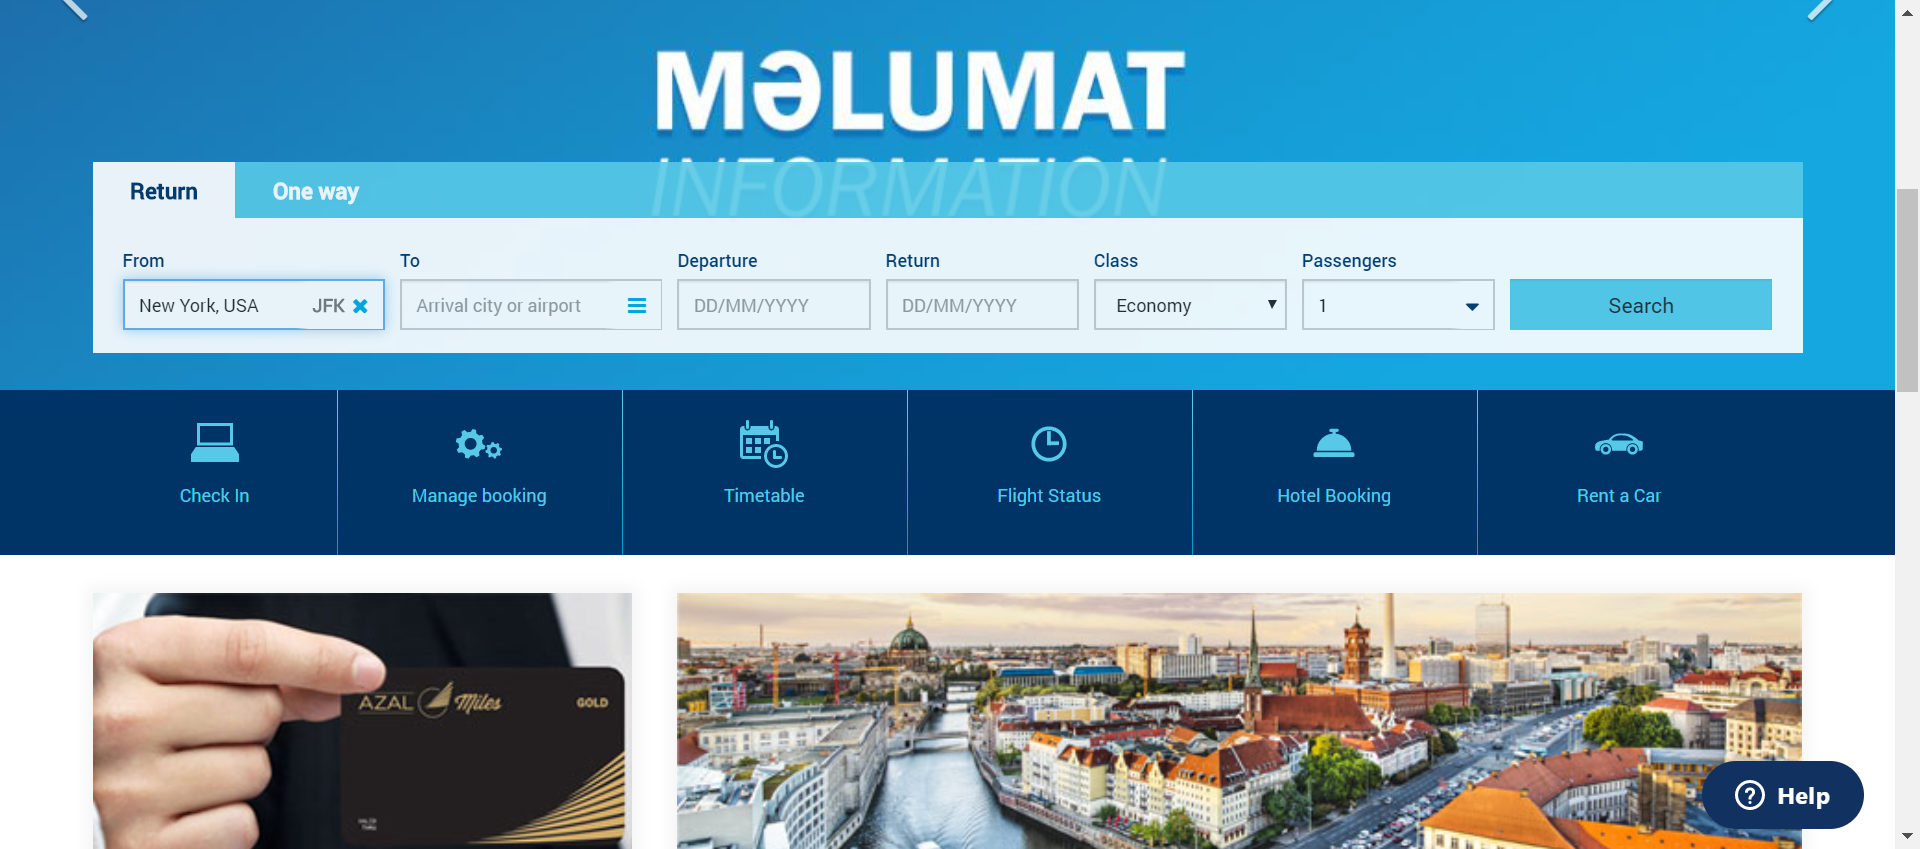 MƏLUMAT
INFORMATION
Return
One way
From
To
Departure
Return
Class
Passengers
New York, USA
JFK
Arrival city or airport
DD/MM/YYYY
DD/MM/YYYY
Economy
1
Search
Check In
Manage booking
Timetable
Flight Status
Hotel Booking
Rent a Car
AZAL Miles
GOLD
Help